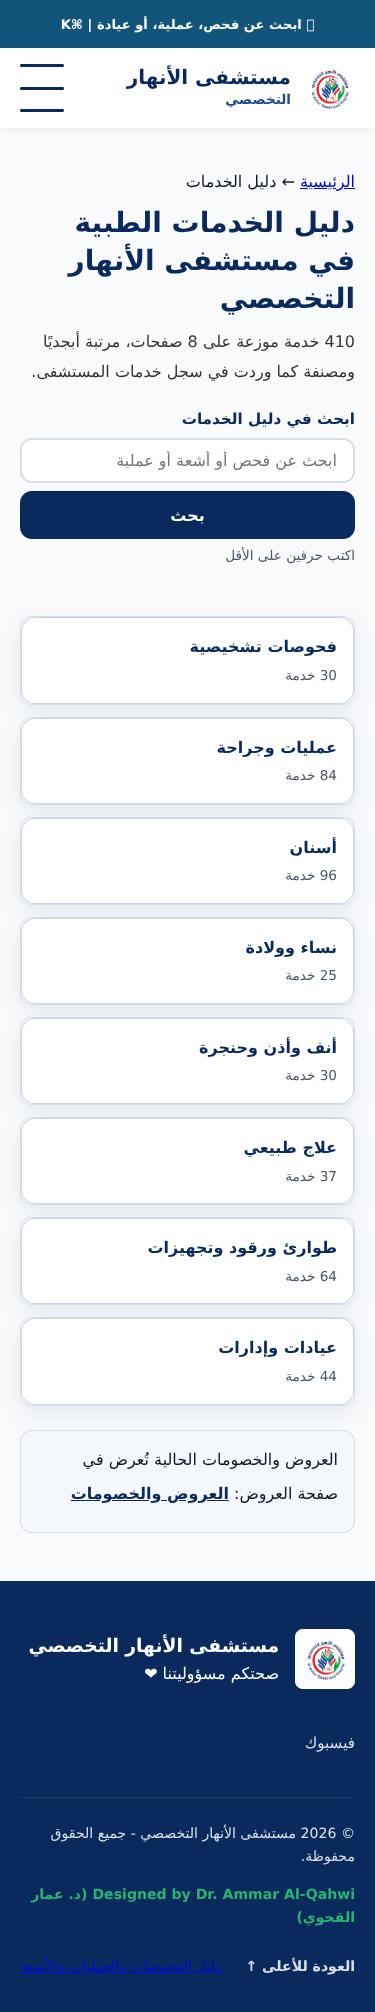 ابحث عن فحص، عملية، أو عيادة | ⌘K
مستشفى الأنهار
التخصصي
الرئيسية ← دليل الخدمات
دليل الخدمات الطبية
في مستشفى الأنهار
التخصصي
410 خدمة موزعة على 8 صفحات، مرتبة أبجديًا
ومصنفة كما وردت في سجل خدمات المستشفى.
ابحث في دليل الخدمات
ابحث عن فحص أو أشعة أو عملية
بحث
اكتب حرفين على الأقل
فحوصات تشخيصية
30 خدمة
عمليات وجراحة
84 خدمة
أسنان
96 خدمة
نساء وولادة
25 خدمة
أنف وأذن وحنجرة
30 خدمة
علاج طبيعي
37 خدمة
طوارئ ورقود وتجهيزات
64 خدمة
عيادات وإدارات
44 خدمة
العروض والخصومات الحالية تُعرض في
صفحة العروض: العروض والخصومات
مستشفى الأنهار التخصصي
صحتكم مسؤوليتنا ❤
فيسبوك
© 2026 مستشفى الأنهار التخصصي - جميع الحقوق
محفوظة.
Designed by Dr. Ammar Al-Qahwi (د. عمار
القحوي)
العودة للأعلى ↑
دليل الفحوصات والعمليات والأشعة